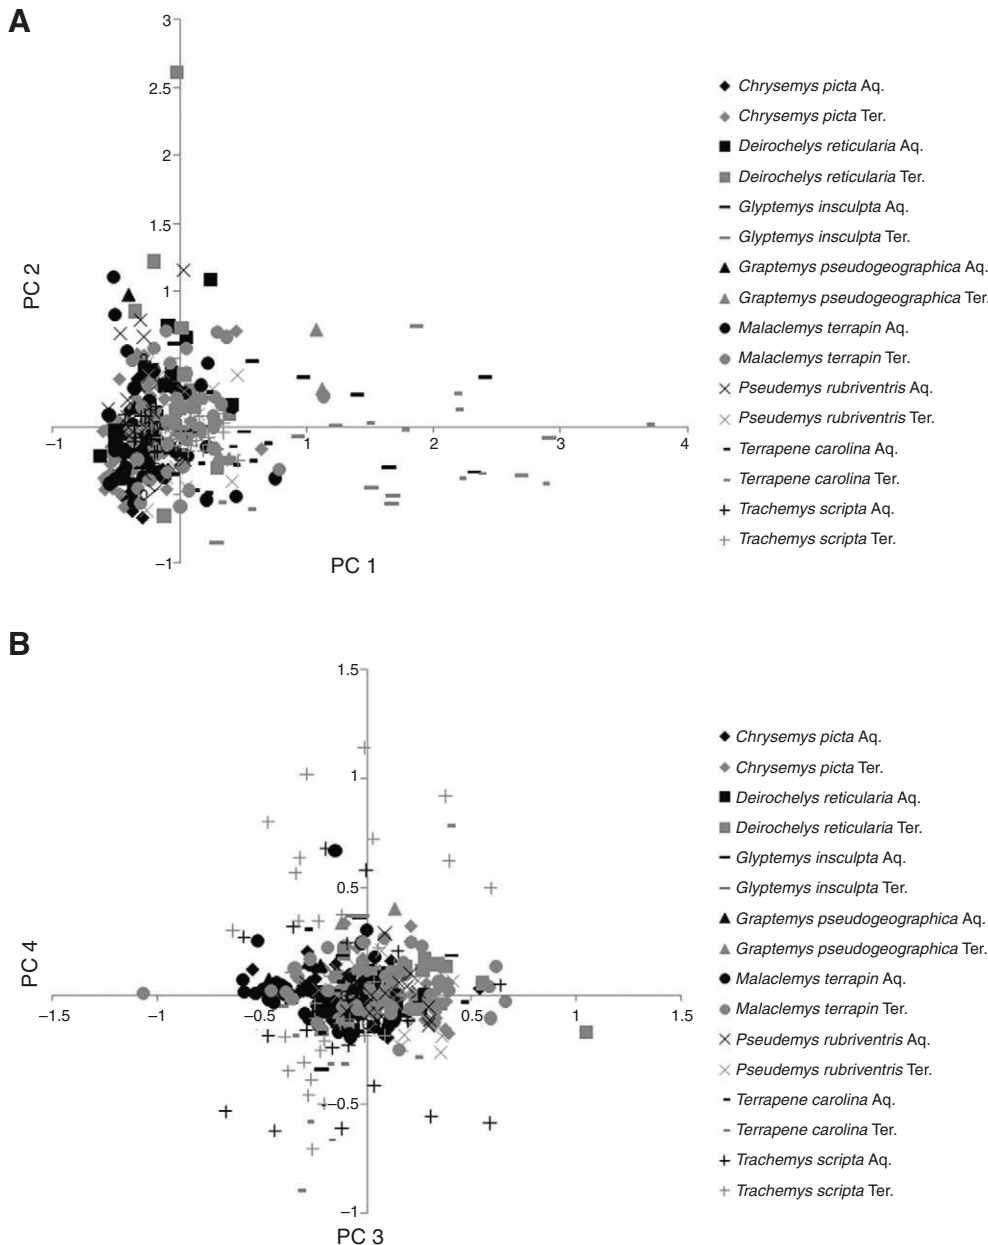 A
3
2.5
2
1.5
1
PC 2
−1
1
2
3
4
−1
PC 1
Chrysemys picta Aq.
Chrysemys picta Ter.
Deirochelys reticularia Aq.
Deirochelys reticularia Ter.
Glyptemys insculpta Aq.
Glyptemys insculpta Ter.
Graptemys pseudogeographica Aq.
Graptemys pseudogeographica Ter.
Malaclemys terrapin Aq.
Malaclemys terrapin Ter.
Pseudemys rubriventris Aq.
Pseudemys rubriventris Ter.
Terrapene carolina Aq.
Terrapene carolina Ter.
Trachemys scripta Aq.
Trachemys scripta Ter.
B
1.5
1
0.5
PC 4
−1.5
−1
−0.5
0.5
1
1.5
−0.5
−1
PC 3
Chrysemys picta Aq.
Chrysemys picta Ter.
Deirochelys reticularia Aq.
Deirochelys reticularia Ter.
Glyptemys insculpta Aq.
Glyptemys insculpta Ter.
Graptemys pseudogeographica Aq.
Graptemys pseudogeographica Ter.
Malaclemys terrapin Aq.
Malaclemys terrapin Ter.
Pseudemys rubriventris Aq.
Pseudemys rubriventris Ter.
Terrapene carolina Aq.
Terrapene carolina Ter.
Trachemys scripta Aq.
Trachemys scripta Ter.